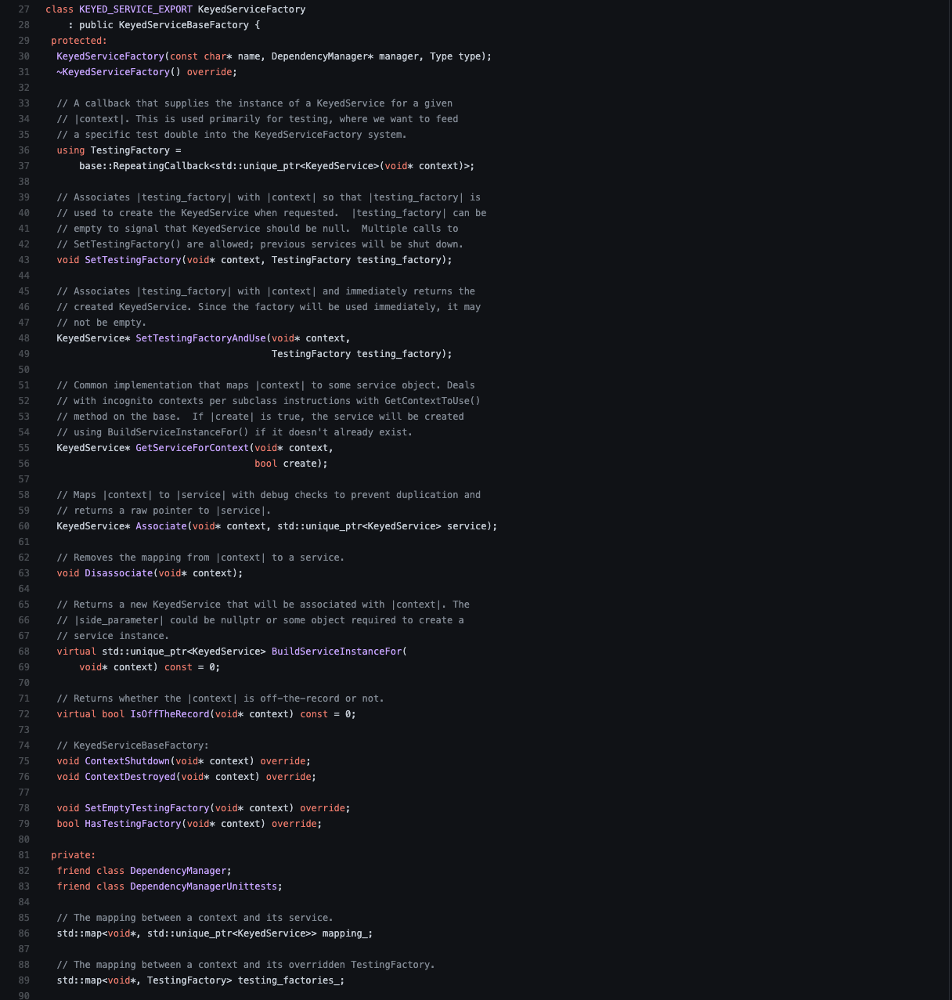 27 class KEYED_SERVICE_EXPORT KeyedServiceFactory
28     : public KeyedServiceBaseFactory {
29  protected:
30   KeyedServiceFactory(const char* name, DependencyManager* manager, Type type);
31   ~KeyedServiceFactory() override;
32
33   // A callback that supplies the instance of a KeyedService for a given
34   // |context|. This is used primarily for testing, where we want to feed
35   // a specific test double into the KeyedServiceFactory system.
36   using TestingFactory =
37       base::RepeatingCallback<std::unique_ptr<KeyedService>(void* context)>;
38
39   // Associates |testing_factory| with |context| so that |testing_factory| is
40   // used to create the KeyedService when requested.  |testing_factory| can be
41   // empty to signal that KeyedService should be null.  Multiple calls to
42   // SetTestingFactory() are allowed; previous services will be shut down.
43   void SetTestingFactory(void* context, TestingFactory testing_factory);
44
45   // Associates |testing_factory| with |context| and immediately returns the
46   // created KeyedService. Since the factory will be used immediately, it may
47   // not be empty.
48   KeyedService* SetTestingFactoryAndUse(void* context,
49                                         TestingFactory testing_factory);
50
51   // Common implementation that maps |context| to some service object. Deals
52   // with incognito contexts per subclass instructions with GetContextToUse()
53   // method on the base.  If |create| is true, the service will be created
54   // using BuildServiceInstanceFor() if it doesn't already exist.
55   KeyedService* GetServiceForContext(void* context,
56                                      bool create);
57
58   // Maps |context| to |service| with debug checks to prevent duplication and
59   // returns a raw pointer to |service|.
60   KeyedService* Associate(void* context, std::unique_ptr<KeyedService> service);
61
62   // Removes the mapping from |context| to a service.
63   void Disassociate(void* context);
64
65   // Returns a new KeyedService that will be associated with |context|. The
66   // |side_parameter| could be nullptr or some object required to create a
67   // service instance.
68   virtual std::unique_ptr<KeyedService> BuildServiceInstanceFor(
69       void* context) const = 0;
70
71   // Returns whether the |context| is off-the-record or not.
72   virtual bool IsOffTheRecord(void* context) const = 0;
73
74   // KeyedServiceBaseFactory:
75   void ContextShutdown(void* context) override;
76   void ContextDestroyed(void* context) override;
77
78   void SetEmptyTestingFactory(void* context) override;
79   bool HasTestingFactory(void* context) override;
80
81  private:
82   friend class DependencyManager;
83   friend class DependencyManagerUnittests;
84
85   // The mapping between a context and its service.
86   std::map<void*, std::unique_ptr<KeyedService>> mapping_;
87
88   // The mapping between a context and its overridden TestingFactory.
89   std::map<void*, TestingFactory> testing_factories_;
90